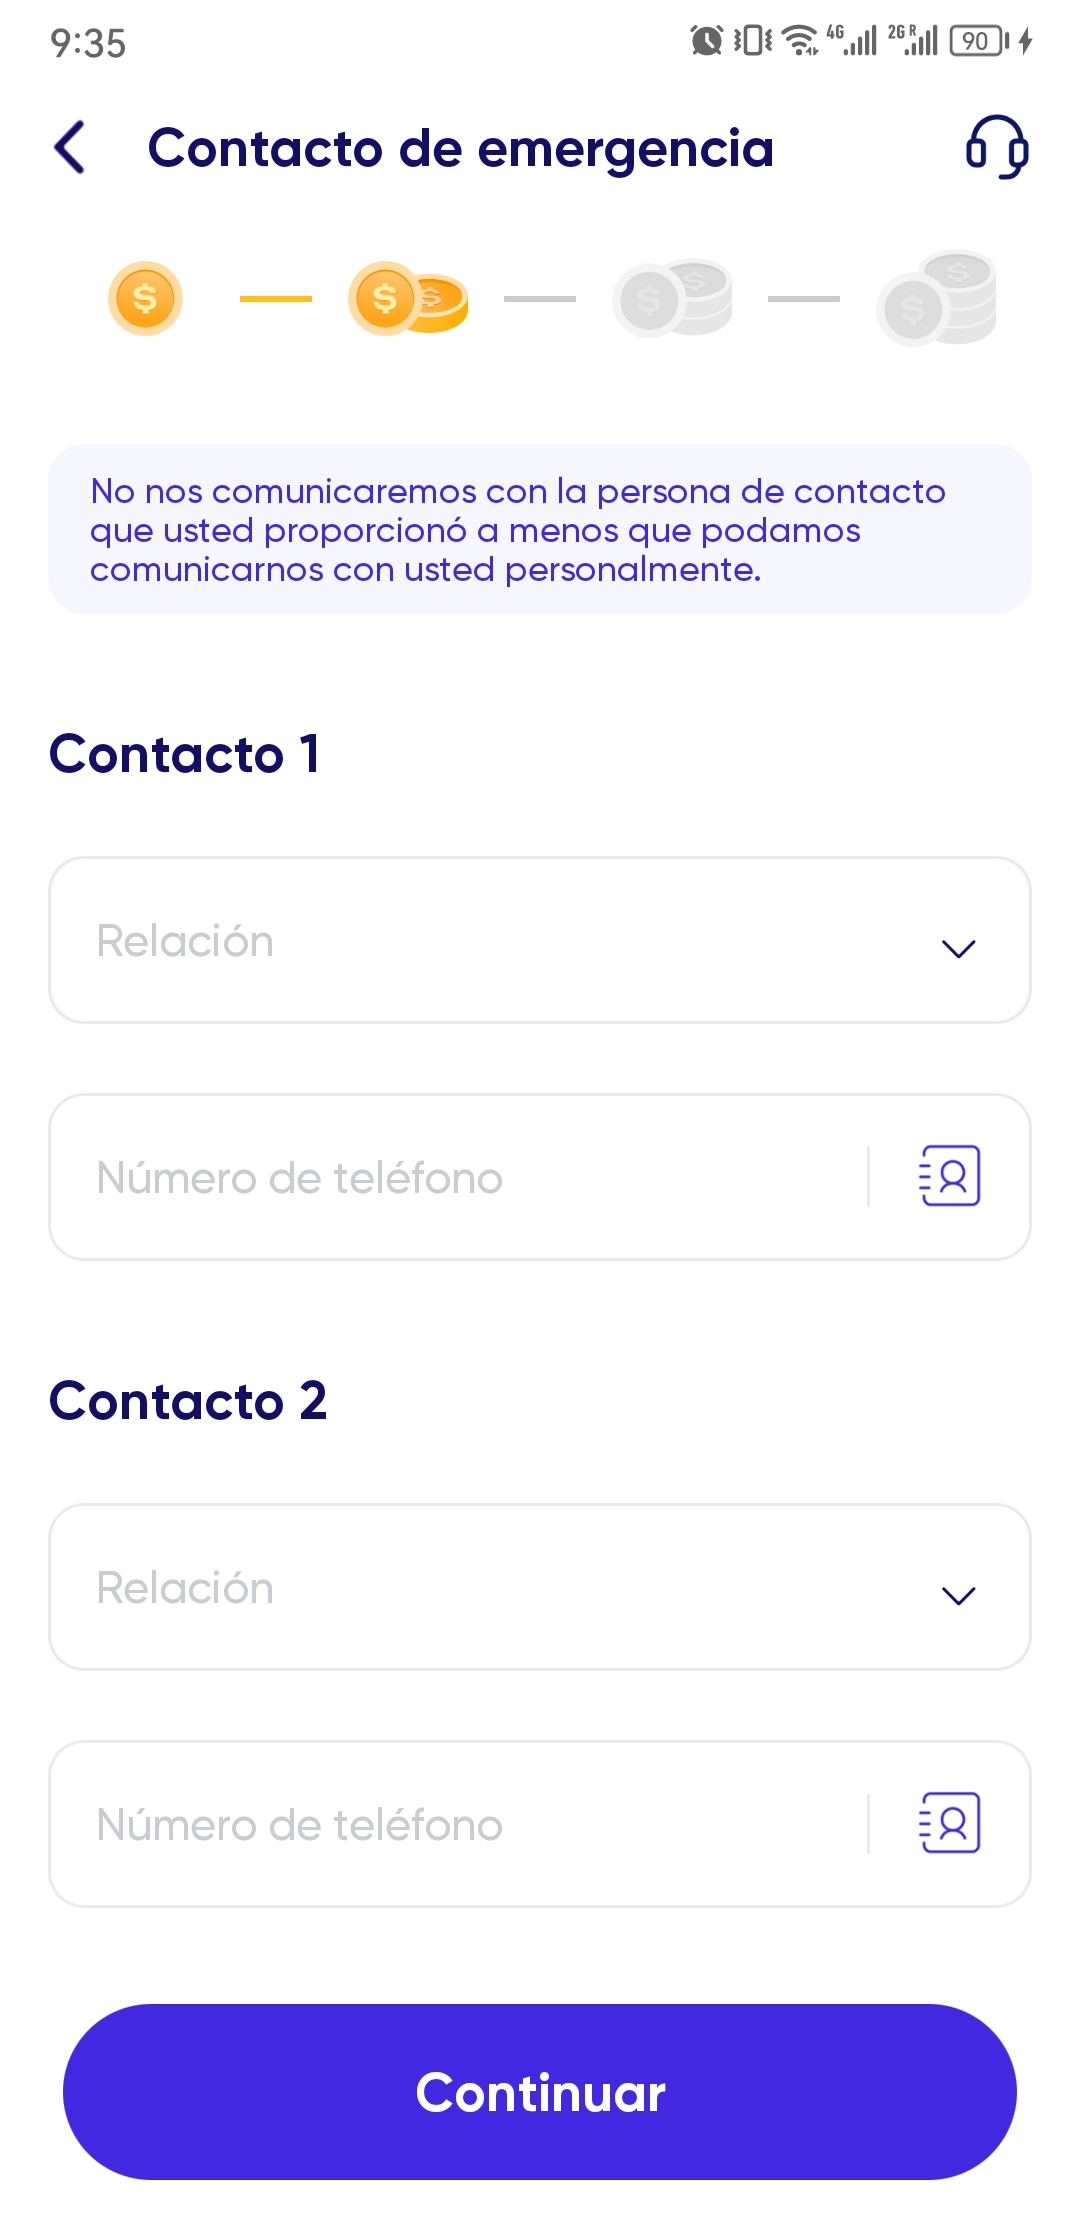 9:35
4G
2G R
90
Contacto de emergencia
No nos comunicaremos con la persona de contacto
que usted proporcionó a menos que podamos
comunicarnos con usted personalmente.
Contacto 1
Relación
Número de teléfono
Contacto 2
Relación
Número de teléfono
Continuar